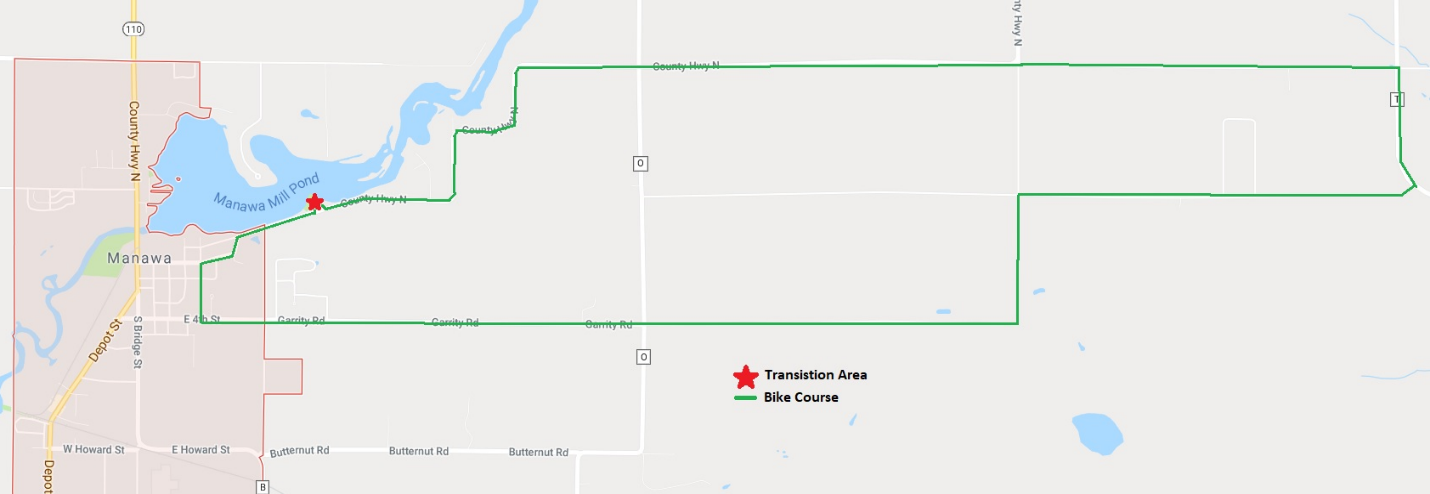 110
nty Hwy N
County Hwy N
T
County Hwy N
County Hwy N
O
Manawa Mill Pond
County Hwy N
Manawa
E 4th St
Garrity Rd
Garrity Rd
Garrity Rd
S Bridge St
Depot St
O
Transistion Area
Bike Course
W Howard St
E Howard St
Butternut Rd
Butternut Rd
Butternut Rd
Depot
B